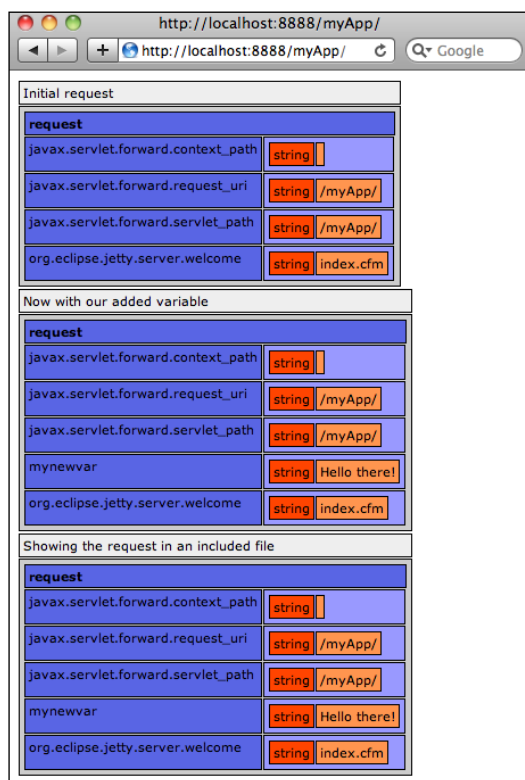 http://localhost:8888/myApp/
http://localhost:8888/myApp/
Google
Initial request
request
javax.servlet.forward.context_path string
javax.servlet.forward.request_uri string /myApp/
javax.servlet.forward.servlet_path string /myApp/
org.eclipse.jetty.server.welcome string index.cfm
Now with our added variable
request
javax.servlet.forward.context_path string
javax.servlet.forward.request_uri string /myApp/
javax.servlet.forward.servlet_path string /myApp/
mynewvar string Hello there!
org.eclipse.jetty.server.welcome string index.cfm
Showing the request in an included file
request
javax.servlet.forward.context_path string
javax.servlet.forward.request_uri string /myApp/
javax.servlet.forward.servlet_path string /myApp/
mynewvar string Hello there!
org.eclipse.jetty.server.welcome string index.cfm